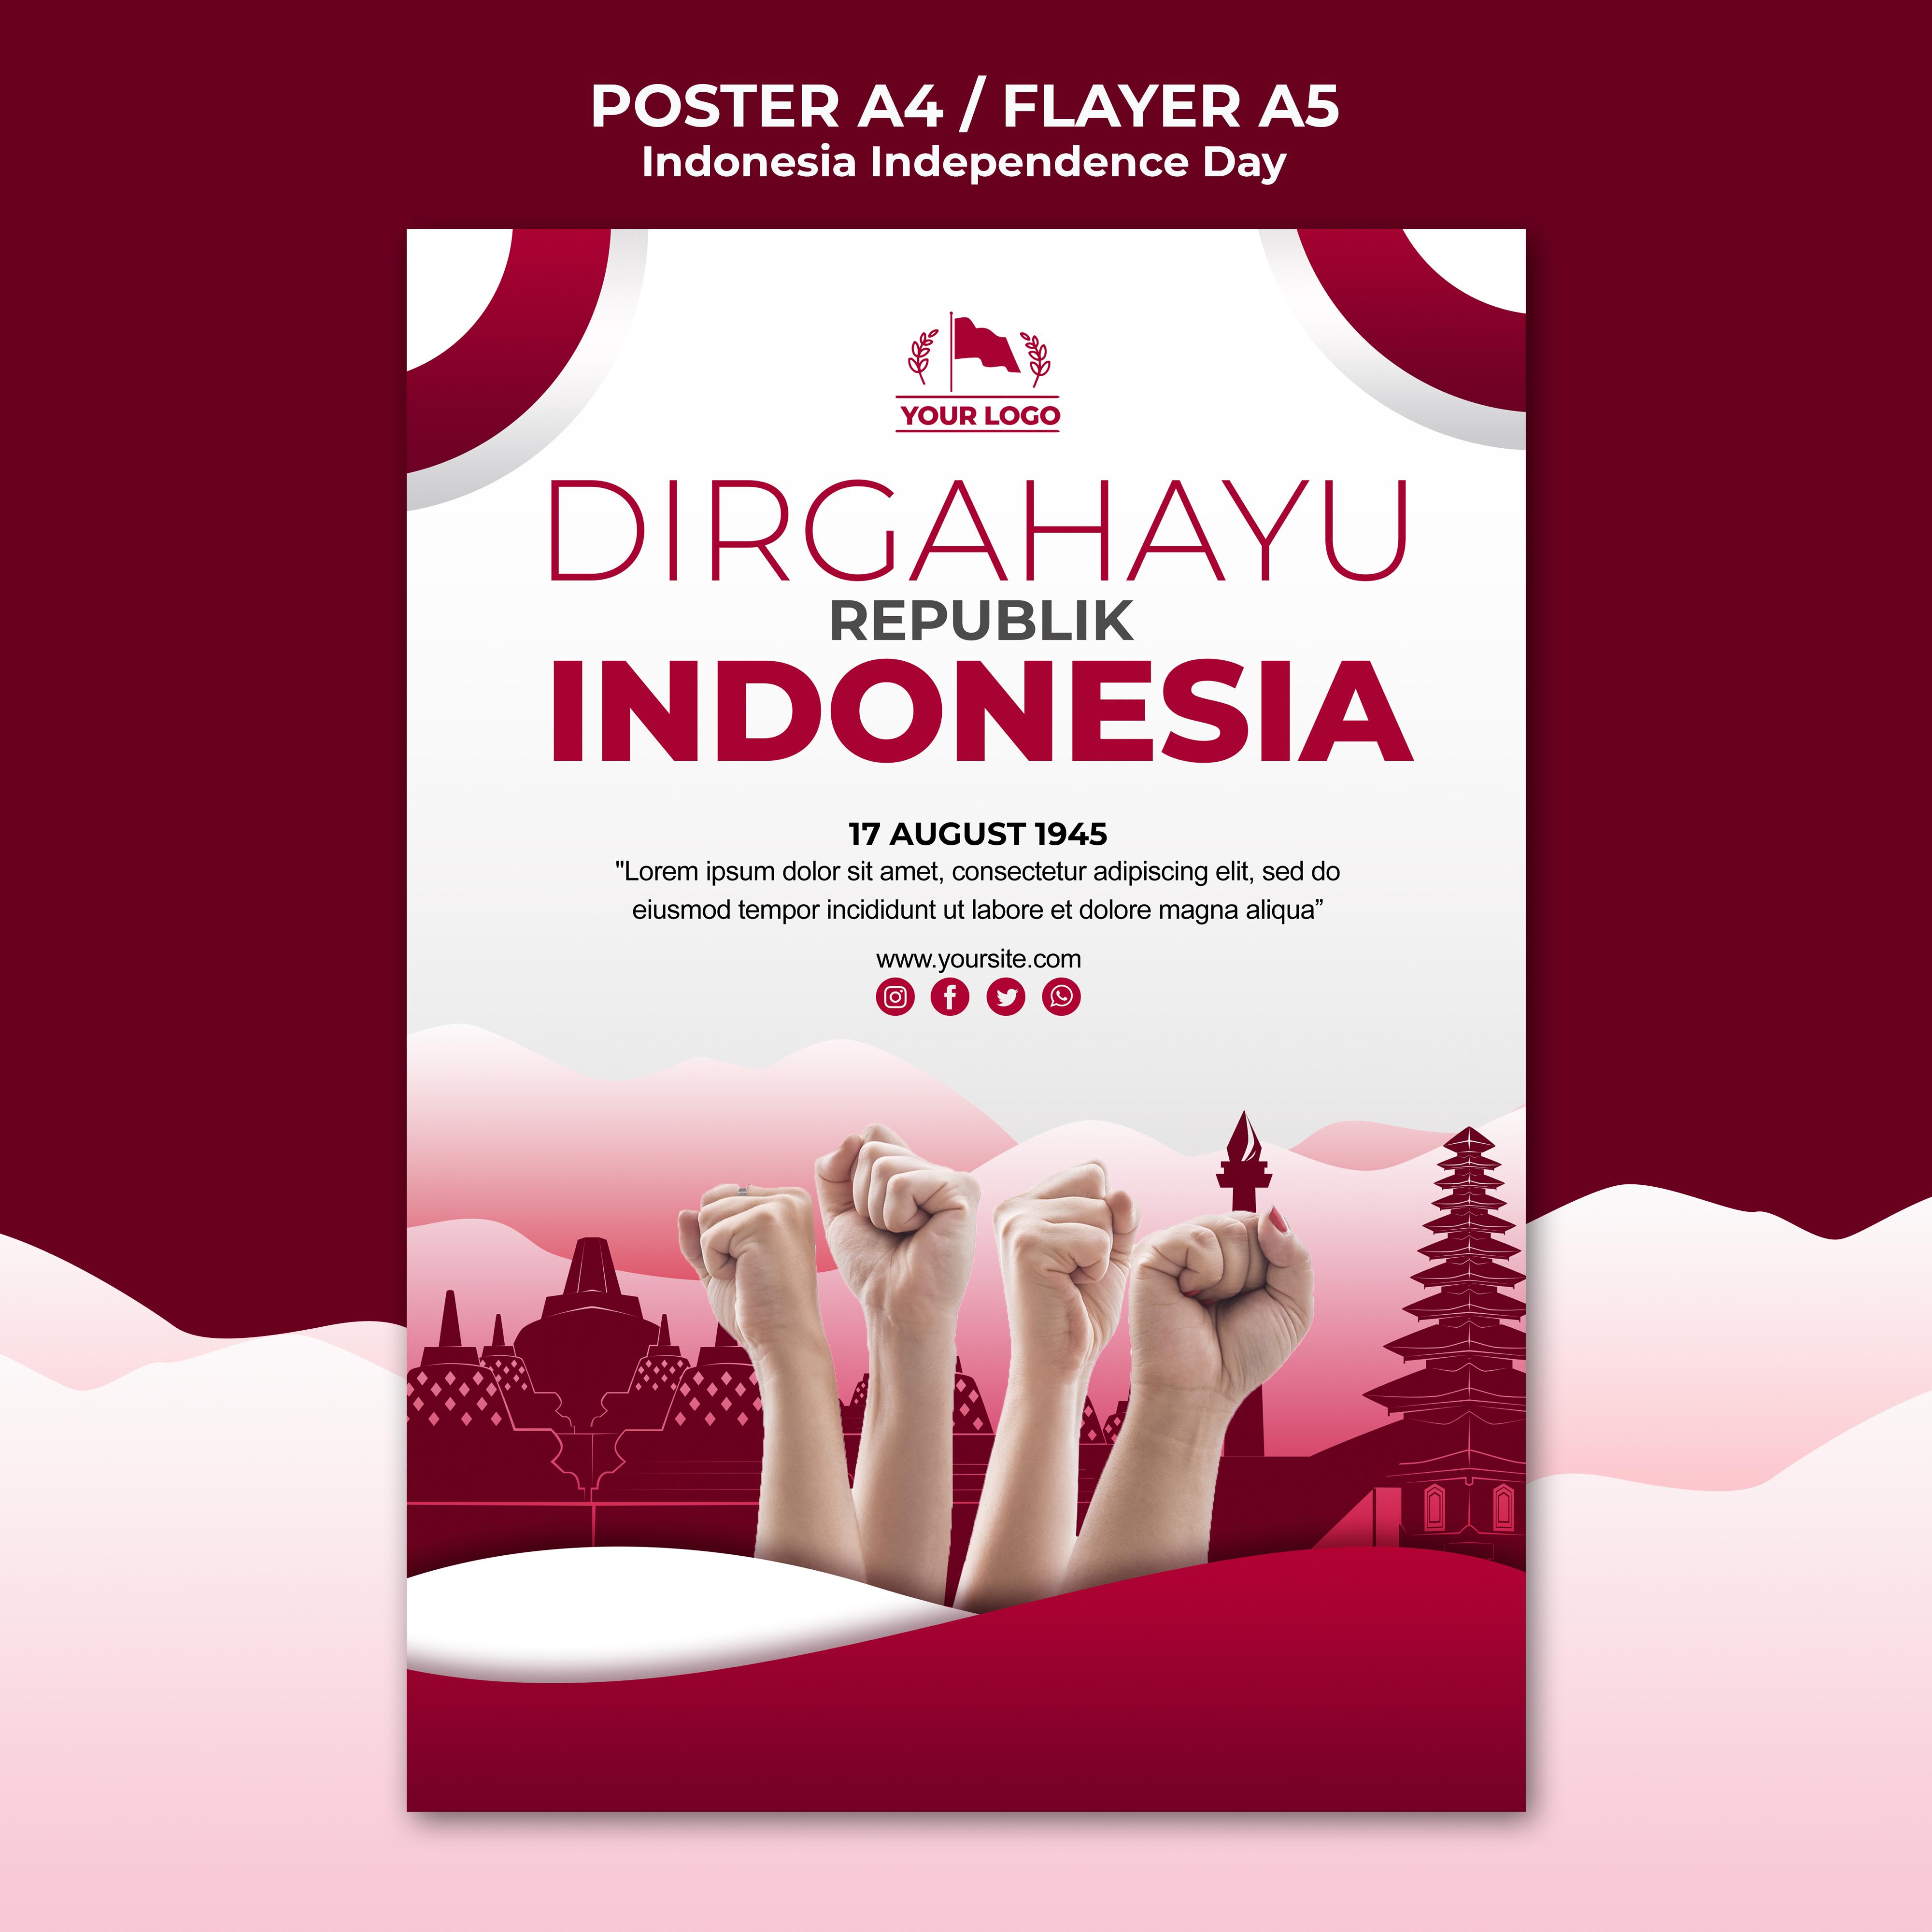 POSTER A4 / FLAYER A5
Indonesia Independence Day
YOUR LOGO
DIRGAHAYU
REPUBLIK
INDONESIA
17 AUGUST 1945
"Lorem ipsum dolor sit amet, consectetur adipiscing elit, sed do
eiusmod tempor incididunt ut labore et dolore magna aliqua”
www.yoursite.com